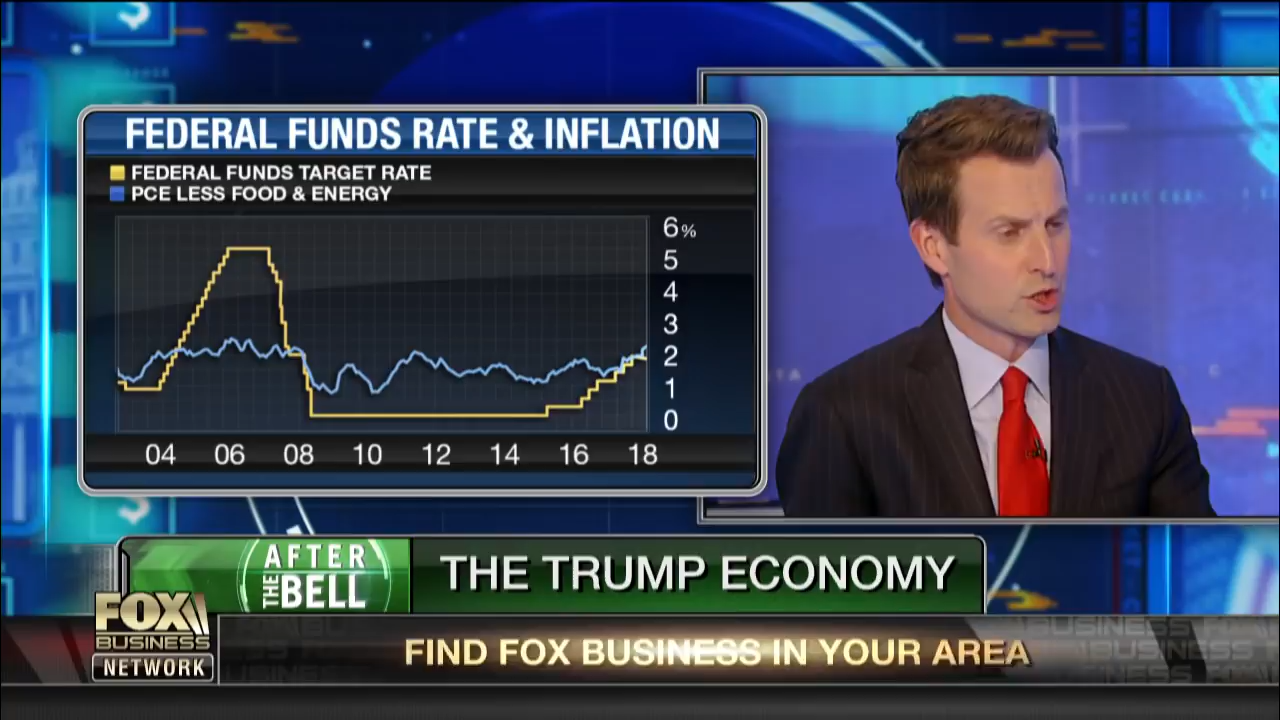 FEDERAL FUNDS RATE & INFLATION
FEDERAL FUNDS TARGET RATE
PCE LESS FOOD & ENERGY
6%
5
4
3
2
1
0
04 06 08 10 12 14 16 18
AFTER
THE
BELL
THE TRUMP ECONOMY
FOX
BUSINESS
NETWORK
FIND FOX BUSINESS IN YOUR AREA